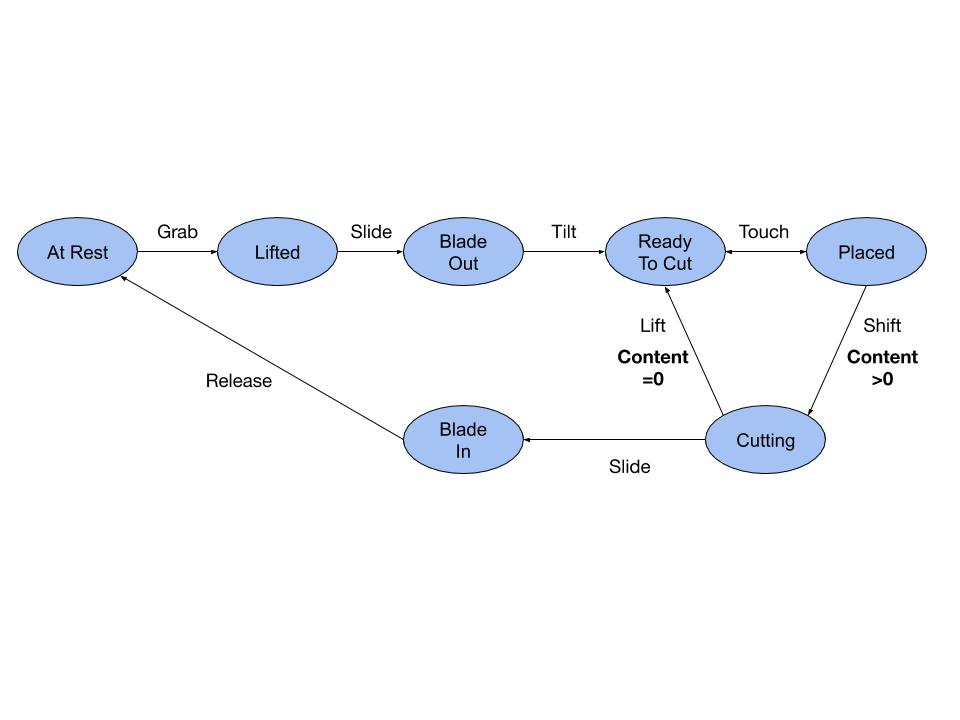 Grab
Slide
Tilt
Touch
At Rest
Lifted
Blade
Out
Ready
To Cut
Placed
Lift
Content
=0
Shift
Content
>0
Release
Blade
In
Cutting
Slide